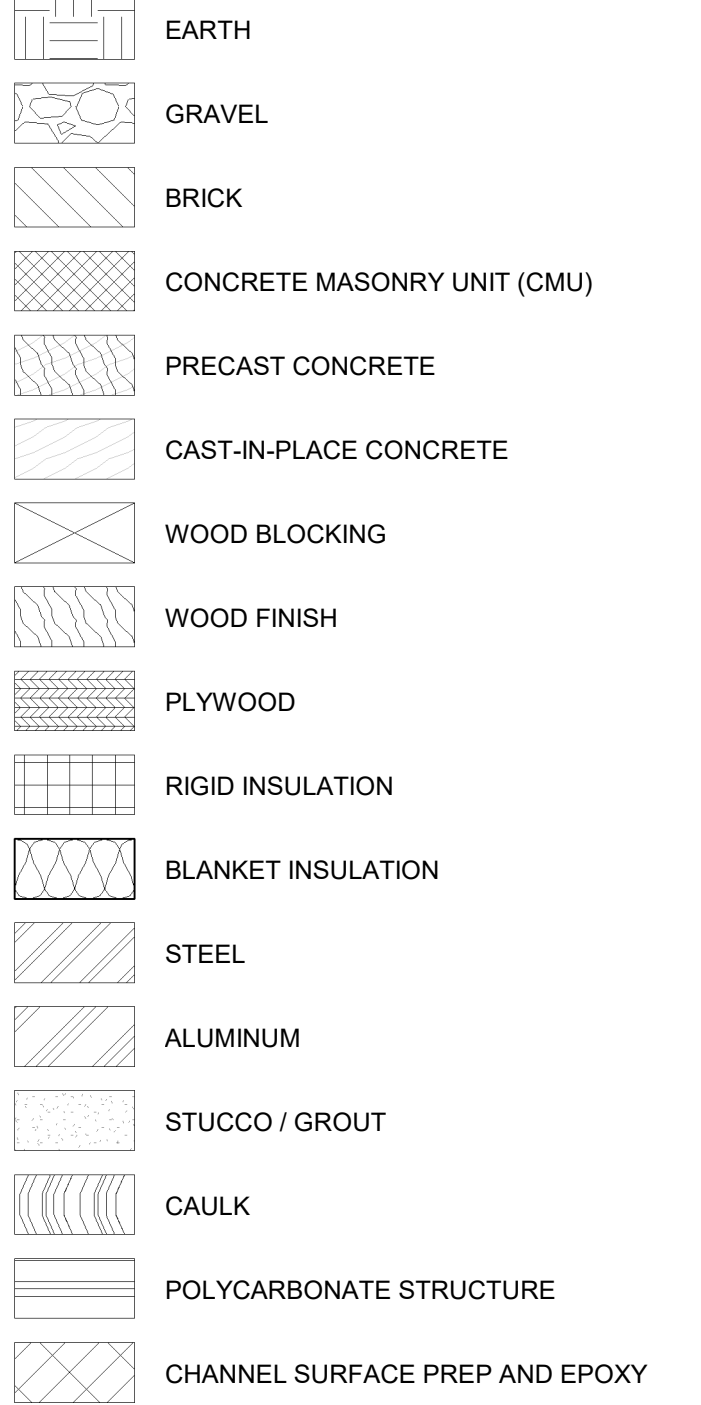 EARTH
GRAVEL
BRICK
CONCRETE MASONRY UNIT (CMU)
PRECAST CONCRETE
CAST-IN-PLACE CONCRETE
WOOD BLOCKING
WOOD FINISH
PLYWOOD
RIGID INSULATION
BLANKET INSULATION
STEEL
ALUMINUM
STUCCO / GROUT
CAULK
POLYCARBONATE STRUCTURE
CHANNEL SURFACE PREP AND EPOXY